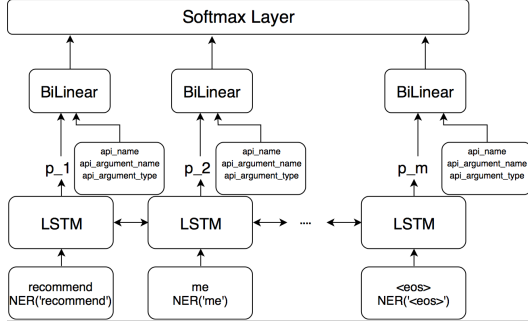 Softmax Layer
BiLinear
BiLinear
BiLinear
p_1
api_name
api_argument_name
api_argument_type
p_2
api_name
api_argument_name
api_argument_type
p_m
api_name
api_argument_name
api_argument_type
LSTM
LSTM
....
LSTM
recommend
NER('recommend')
me
NER('me')
<eos>
NER('<eos>')